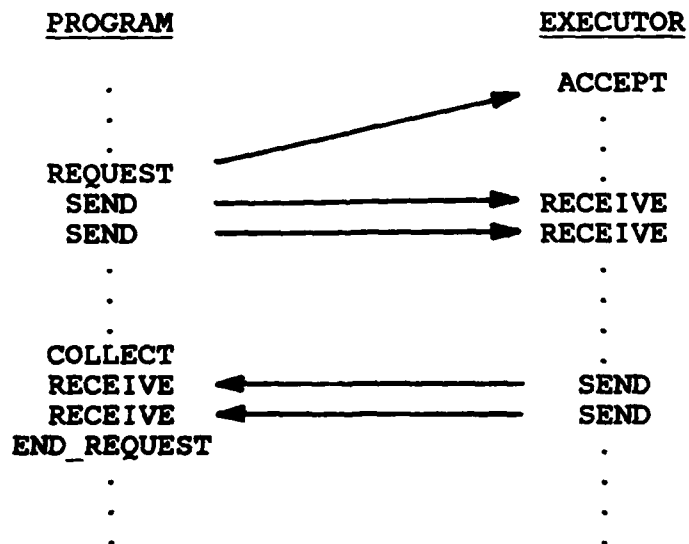 PROGRAM EXECUTOR
. ACCEPT
. .
. .
REQUEST .
SEND RECEIVE
SEND RECEIVE
. .
. .
. .
COLLECT .
RECEIVE SEND
RECEIVE SEND
END_REQUEST .
. .
. .
. .